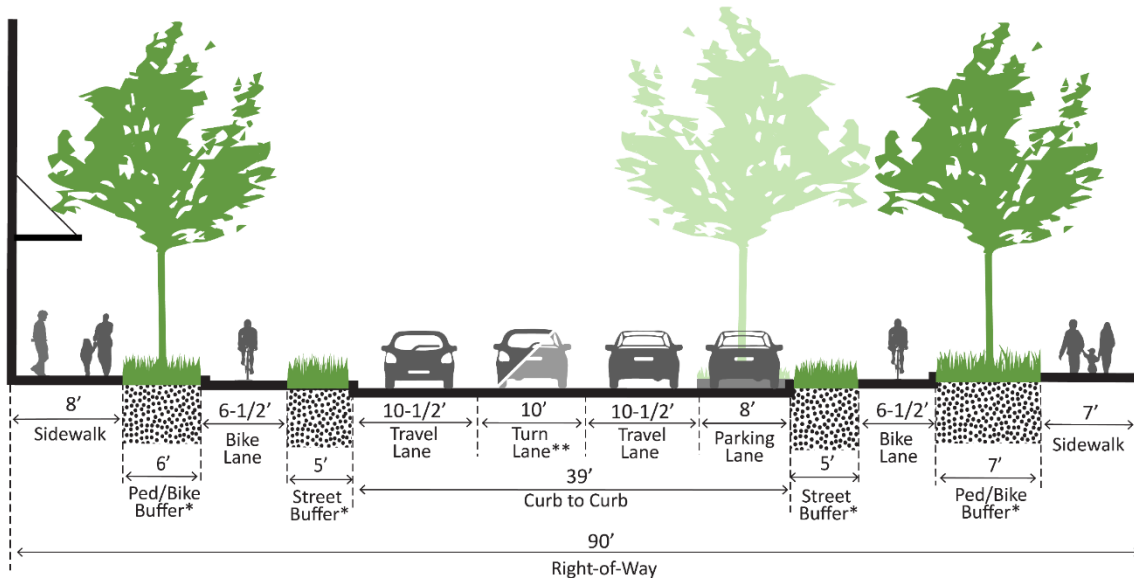 8’
Sidewalk
6’
Ped/Bike
Buffer*
6-1/2’
Bike
Lane
5’
Street
Buffer*
10-1/2’
Travel
Lane
10’
Turn
Lane**
10-1/2’
Travel
Lane
8’
Parking
Lane
39’
Curb to Curb
5’
Street
Buffer*
6-1/2’
Bike
Lane
7’
Ped/Bike
Buffer*
7’
Sidewalk
90’
Right-of-Way